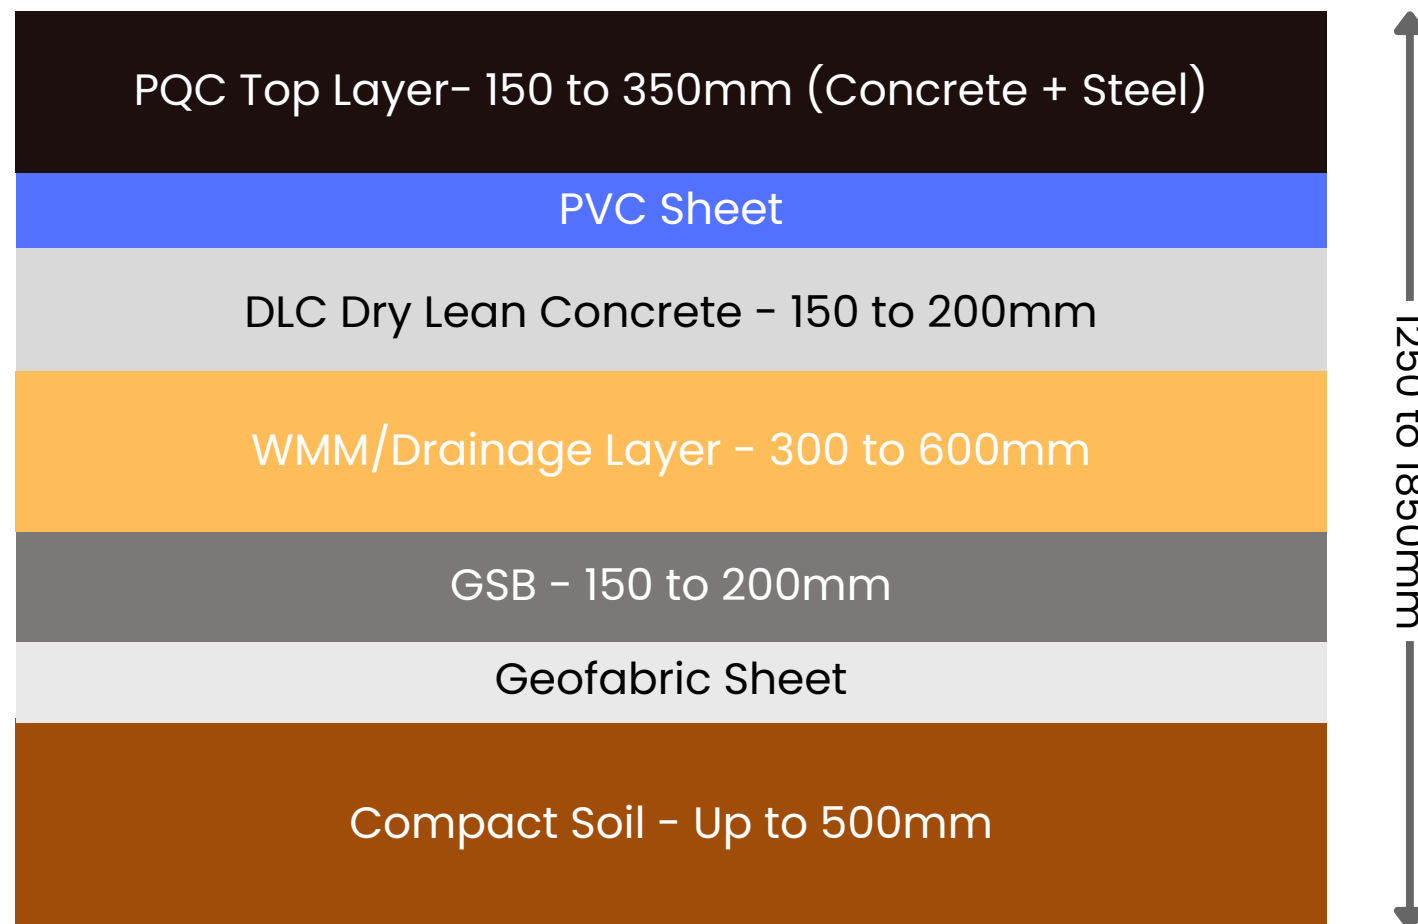 PQC Top Layer- 150 to 350mm (Concrete + Steel)
PVC Sheet
DLC Dry Lean Concrete - 150 to 200mm
WMM/Drainage Layer - 300 to 600mm
GSB - 150 to 200mm
Geofabric Sheet
Compact Soil - Up to 500mm
1250 to 1850mm